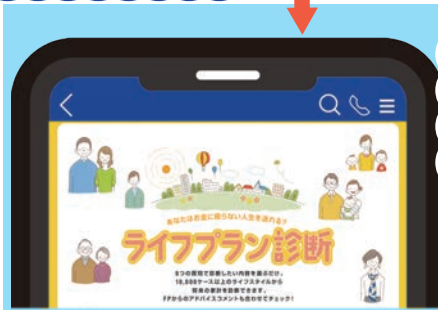 あなたはお金に困らない人生を送れる？
ライフプラン診断
8つの質問で診断したい内容を選ぶだけ。
10,800ケース以上のライフスタイルから
将来の家計を診断できます。
FPからのアドバイスコメントも合わせてチェック！